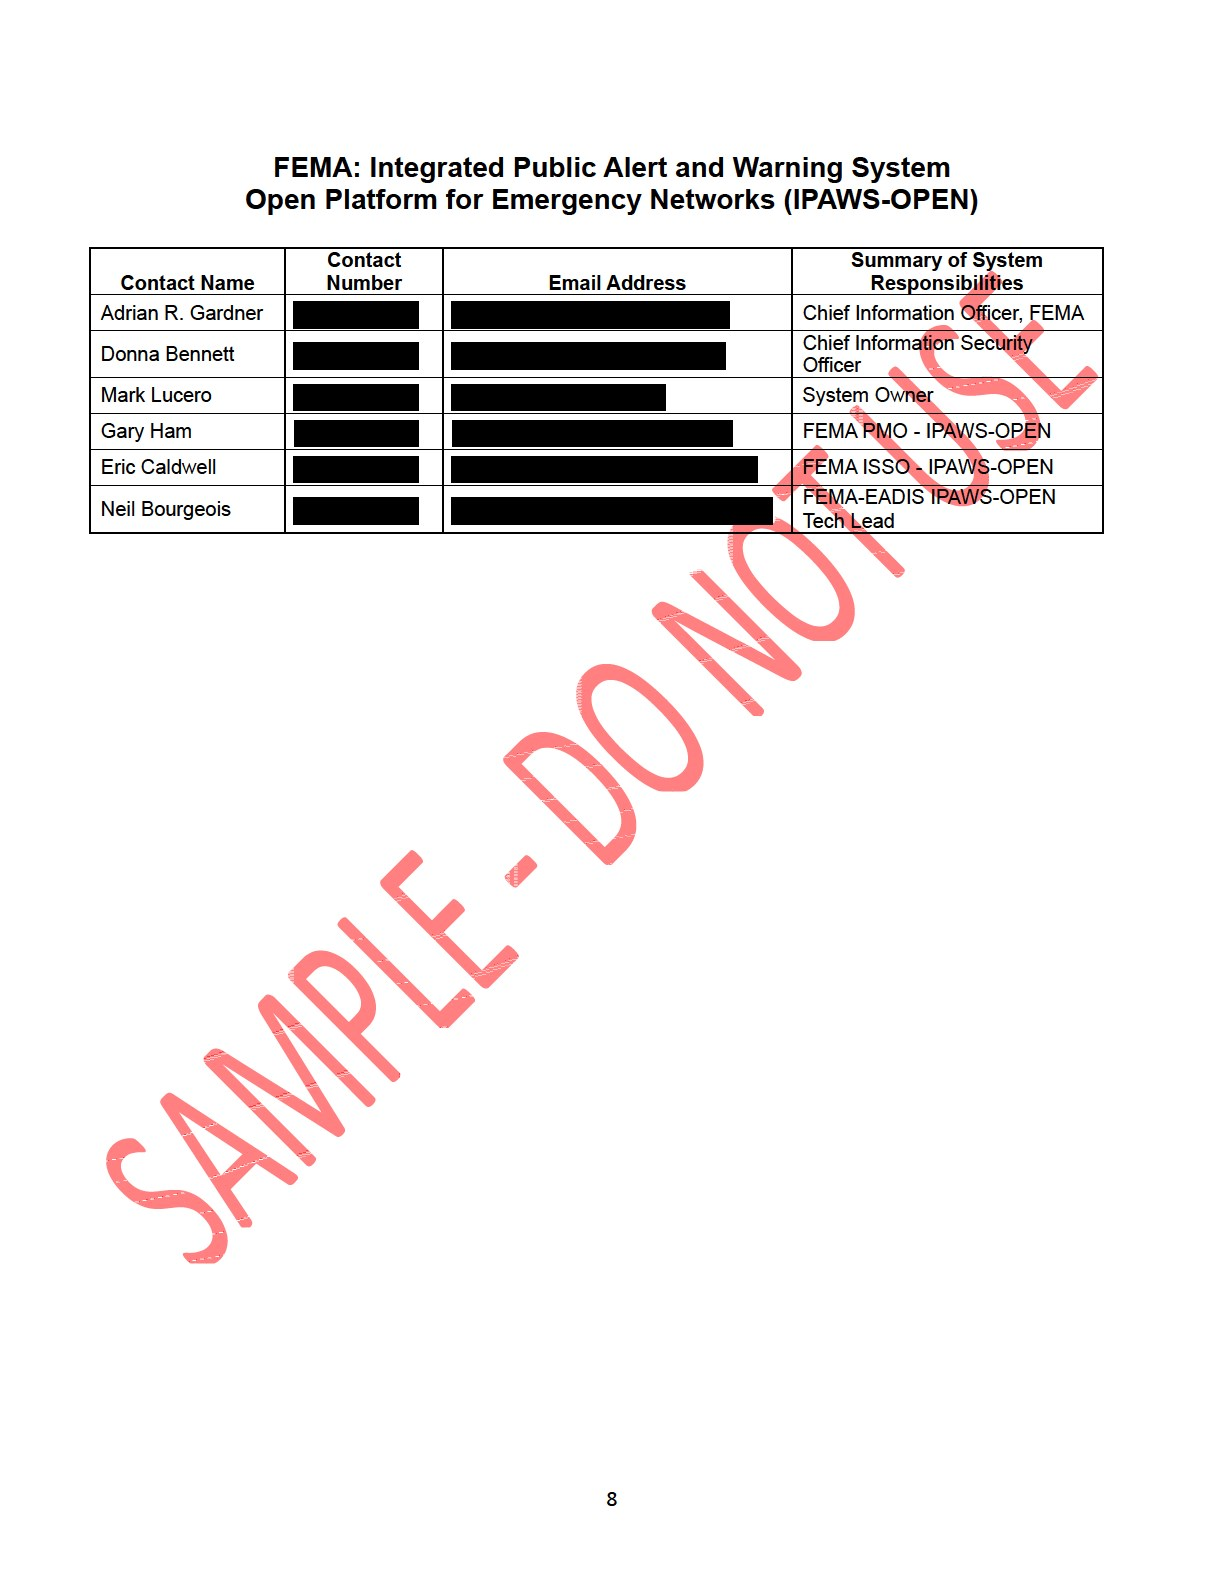 FEMA: Integrated Public Alert and Warning System
Open Platform for Emergency Networks (IPAWS-OPEN)
Contact Name
Contact
Number
Email Address
Summary of System
Responsibilities
Adrian R. Gardner
Chief Information Officer, FEMA
Donna Bennett
Chief Information Security
Officer
Mark Lucero
System Owner
Gary Ham
FEMA PMO - IPAWS-OPEN
Eric Caldwell
FEMA ISSO - IPAWS-OPEN
Neil Bourgeois
FEMA-EADIS IPAWS-OPEN
Tech Lead
SAMPLE - DO NOT USE
8